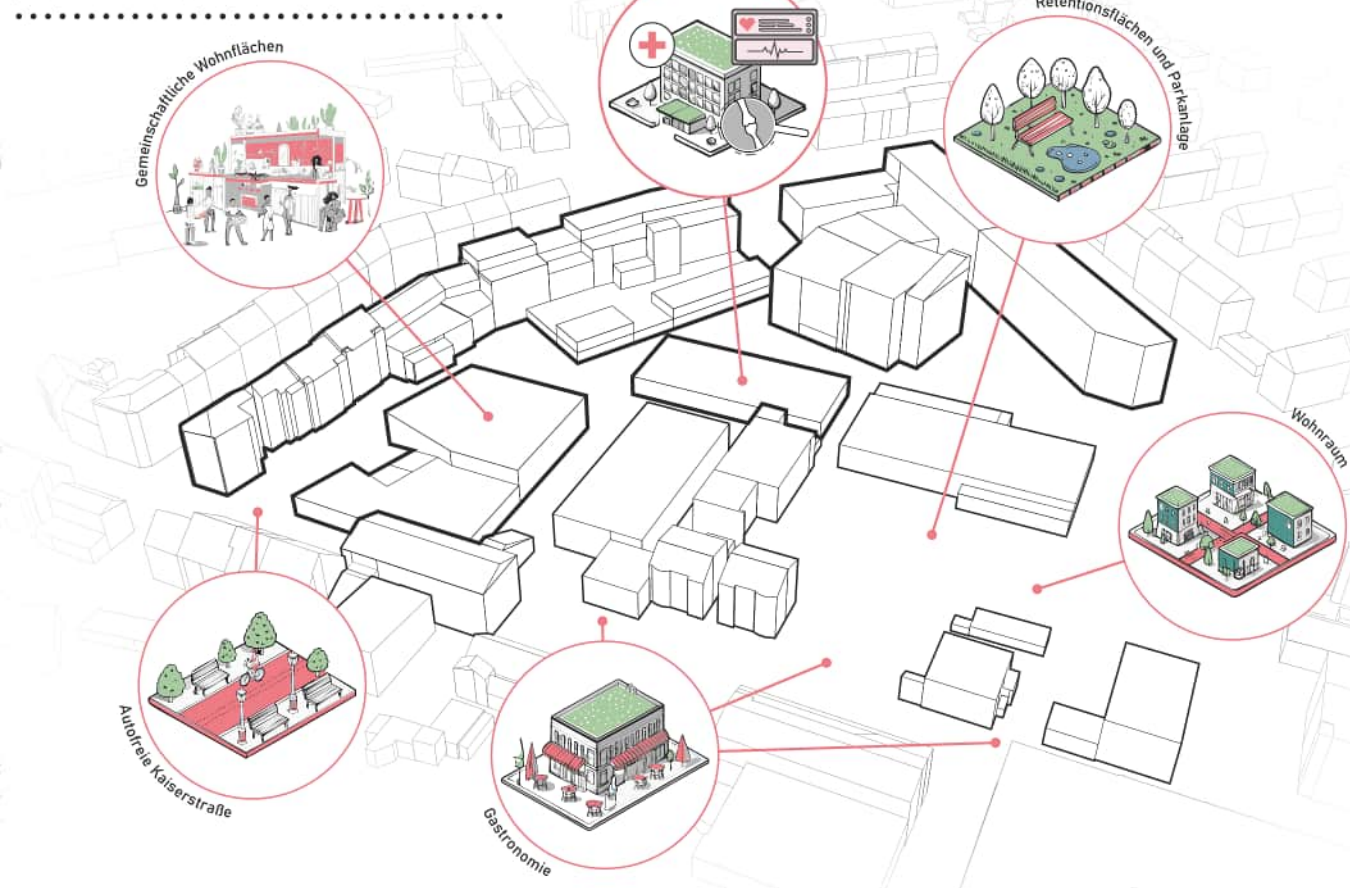 Gemeinschaftliche Wohnflächen
Retentionsflächen und Parkanlage
Wohnraum
Autofreie Kaiserstraße
Gastronomie